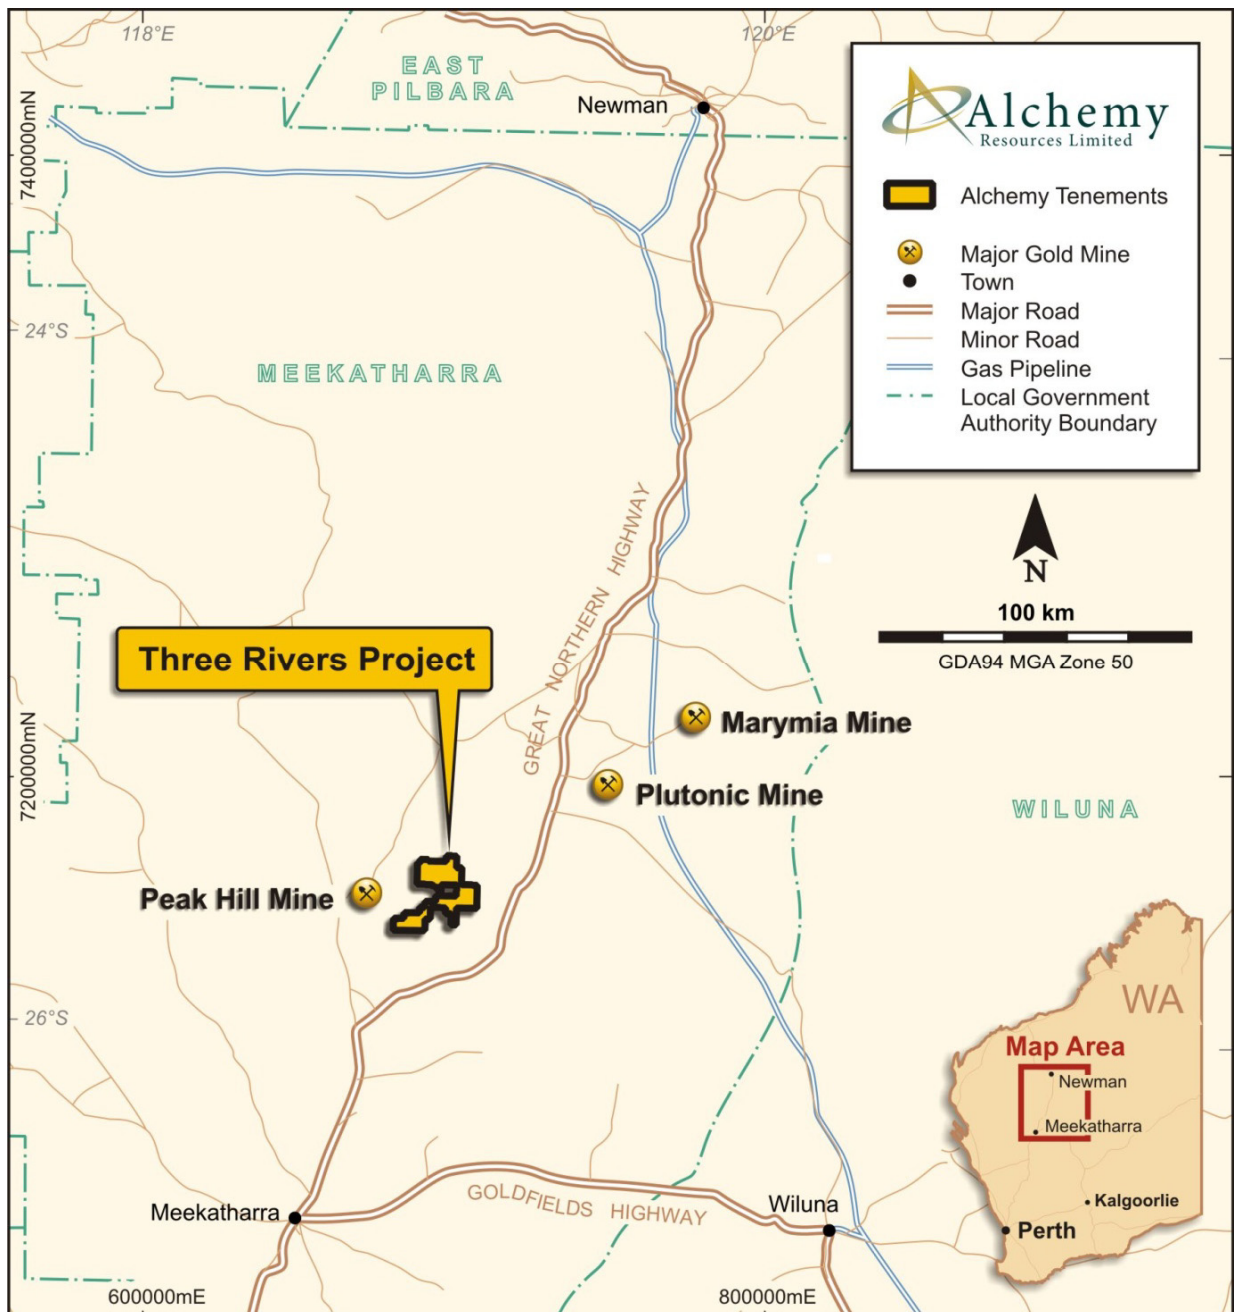 118°E
120°E
EAST
PILBARA
Newman
7400000mN
Alchemy
Resources Limited
Alchemy Tenements
Major Gold Mine
Town
Major Road
Minor Road
Gas Pipeline
Local Government
Authority Boundary
24°S
MEEKATHARRA
GREAT NORTHERN HIGHWAY
N
100 km
GDA94 MGA Zone 50
Three Rivers Project
Marymia Mine
7200000mN
Plutonic Mine
WILUNA
Peak Hill Mine
26°S
WA
Map Area
Newman
Meekatharra
Kalgoorlie
Perth
Meekatharra
GOLDFIELDS HIGHWAY
Wiluna
600000mE
800000mE